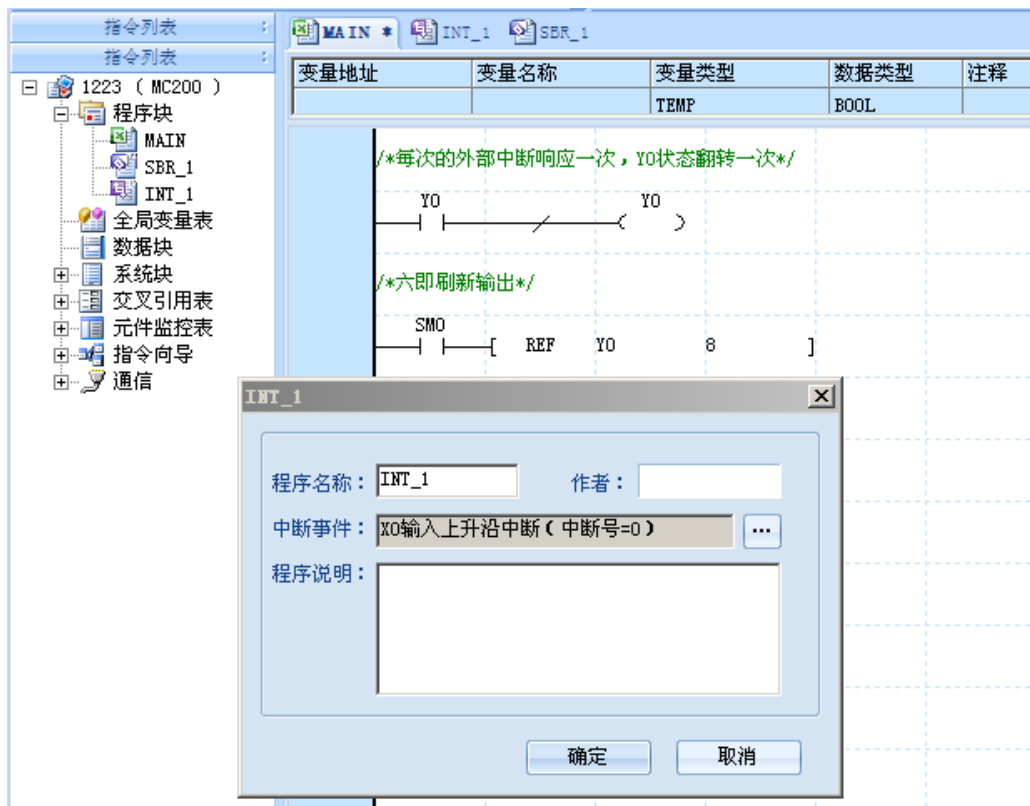 指令列表
指令列表
1223 ( MC200 )
程序块
MAIN
SBR_1
INT_1
全局变量表
数据块
系统块
交叉引用表
元件监控表
指令向导
通信
MAIN *
INT_1
SBR_1
变量地址 变量名称 变量类型 数据类型 注释
TEMP BOOL
/*每次的外部中断响应一次，Y0状态翻转一次*/
Y0 Y0
/*六即刷新输出*/
SM0
[ REF Y0 8 ]
INT_1
程序名称： INT_1 作者：
中断事件： X0输入上升沿中断(中断号=0) ...
程序说明：
确定 取消